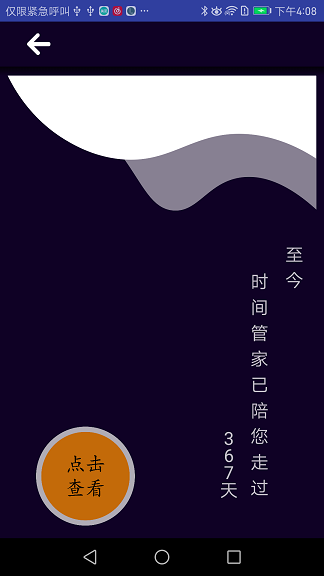 仅限紧急呼叫 ... 下午4:08
至今
时间管家已陪您走过
367天
点击
查看